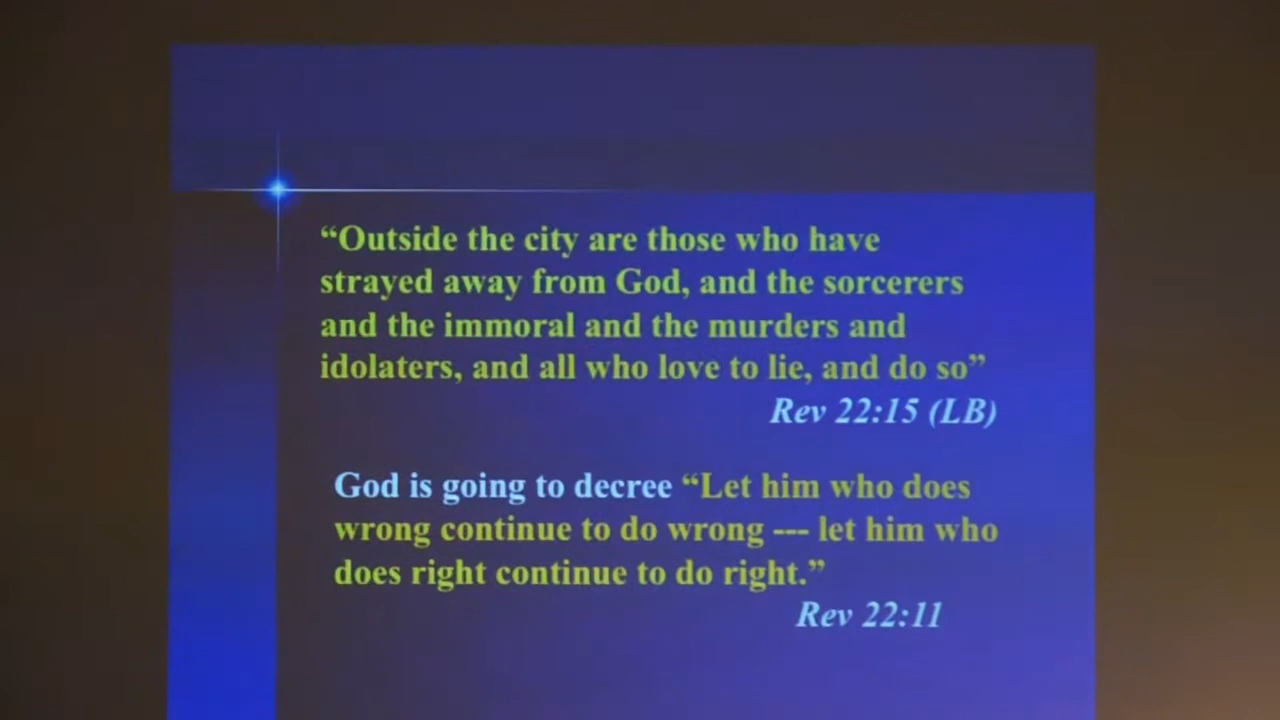 “Outside the city are those who have
strayed away from God, and the sorcerers
and the immoral and the murders and
idolaters, and all who love to lie, and do so”
Rev 22:15 (LB)
God is going to decree “Let him who does
wrong continue to do wrong --- let him who
does right continue to do right.”
Rev 22:11